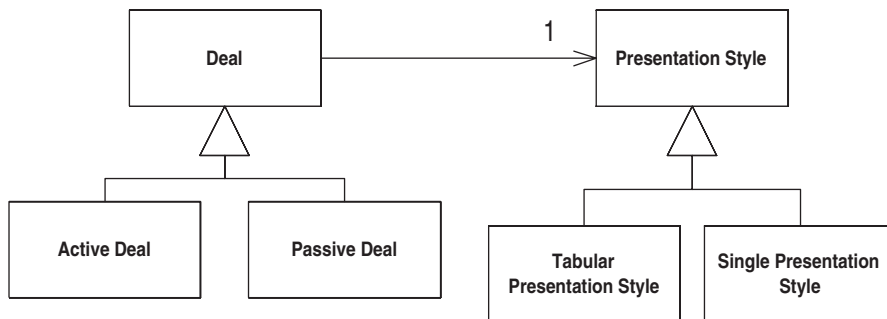 1
Deal
Presentation Style
Active Deal
Passive Deal
Tabular
Presentation Style
Single Presentation
Style